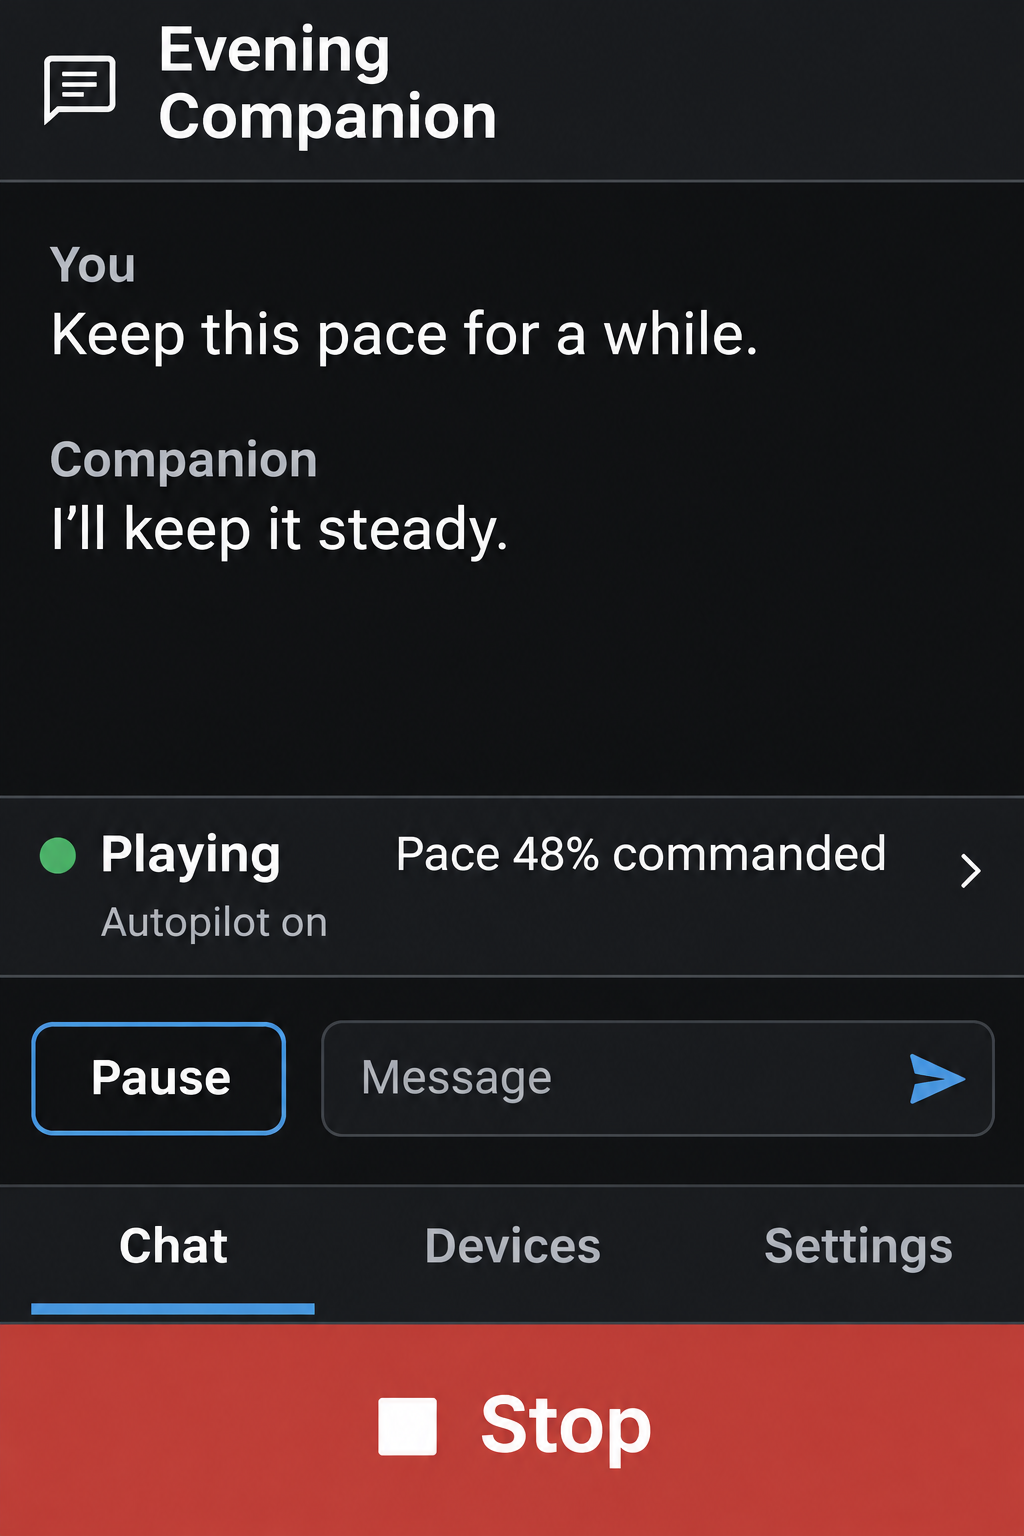 Evening
Companion
You
Keep this pace for a while.
Companion
I’ll keep it steady.
Playing
Pace 48% commanded
Autopilot on
Pause
Message
Chat
Devices
Settings
Stop